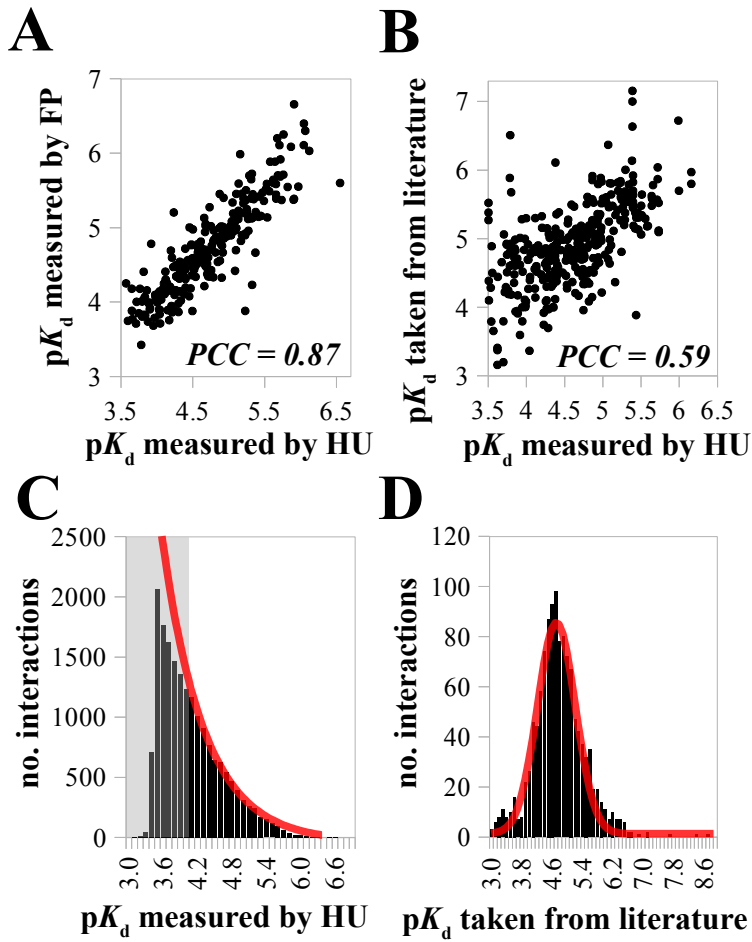 A
pKd measured by FP
7
6
5
4
3
PCC = 0.87
3.5 4.5 5.5 6.5
pKd measured by HU
B
pKd taken from literature
7
6
5
4
3
PCC = 0.59
3.5 4 4.5 5 5.5 6 6.5
pKd measured by HU
C
no. interactions
2500
2000
1500
1000
500
0
3.0 3.6 4.2 4.8 5.4 6.0 6.6
pKd measured by HU
D
no. interactions
120
100
80
60
40
20
0
3.0 3.8 4.6 5.4 6.2 7.0 7.8 8.6
pKd taken from literature